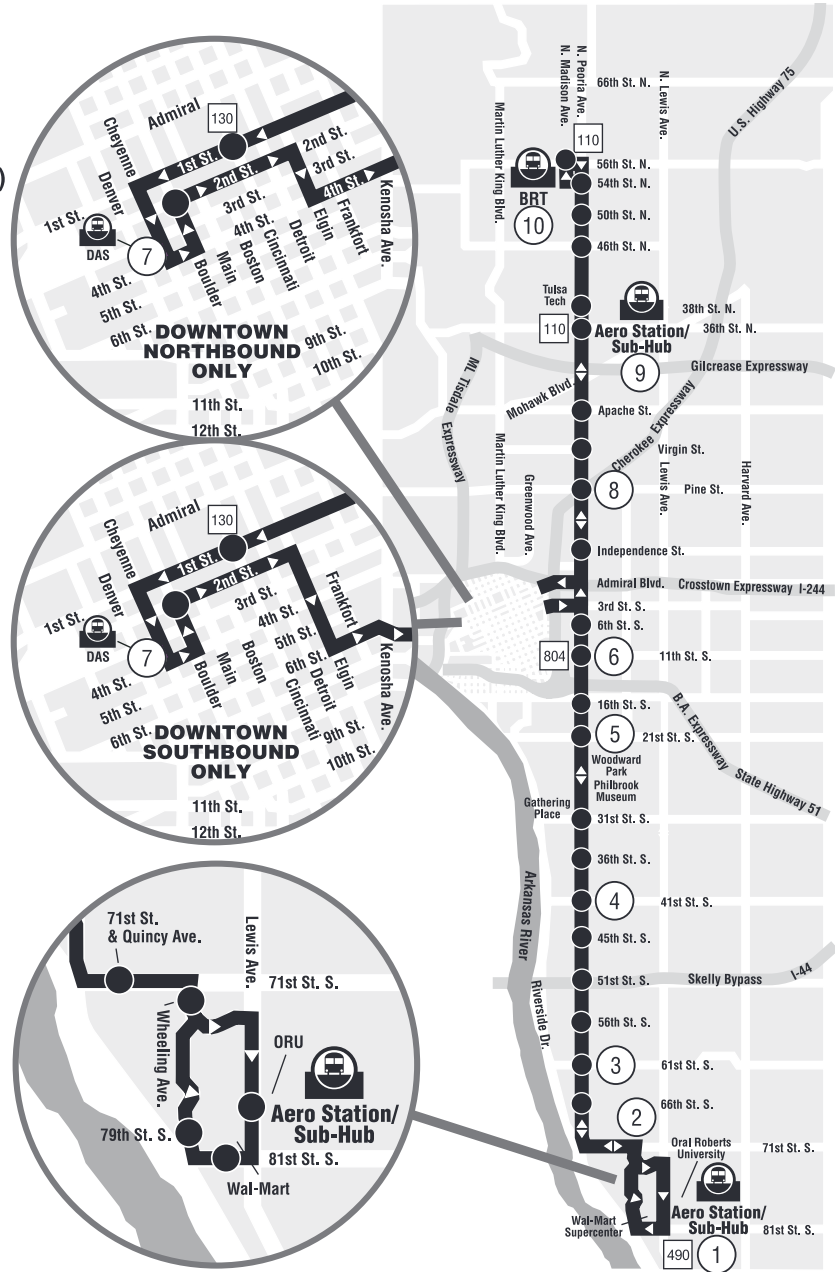 )
Cheyenne
Denver
Admiral
130
1st St.
2nd St.
2nd St.
3rd St.
4th St.
1st St.
DAS
7
3rd St.
4th St.
Kenosha Ave.
Frankfort
Elgin
Detroit
Cincinnati
Boston
Main
Boulder
4th St.
5th St.
6th St.
DOWNTOWN
NORTHBOUND
ONLY
9th St.
10th St.
11th St.
12th St.
Cheyenne
Denver
Admiral
130
1st St.
2nd St.
1st St.
DAS
7
3rd St.
4th St.
5th St.
6th St.
Frankfort
Elgin
Kenosha Ave.
Detroit
Cincinnati
Boston
Main
Boulder
4th St.
5th St.
6th St.
DOWNTOWN
SOUTHBOUND
ONLY
9th St.
10th St.
11th St.
12th St.
71st St.
& Quincy Ave.
Lewis Ave.
71st St. S.
Wheeling Ave.
ORU
Aero Station/
Sub-Hub
79th St. S.
81st St. S.
Wal-Mart
N. Peoria Ave.
N. Madison Ave.
N. Lewis Ave.
66th St. N.
U.S. Highway 75
Martin Luther King Blvd.
110
56th St. N.
BRT
10
54th St. N.
50th St. N.
46th St. N.
Tulsa
Tech
38th St. N.
110
Aero Station/
Sub-Hub
36th St. N.
9
Gilcrease Expressway
ML Tisdale
Expressway
Mohawk Blvd.
Apache St.
Cherokee Expressway
Virgin St.
Martin Luther King Blvd.
Greenwood Ave.
8
Lewis Ave.
Pine St.
Harvard Ave.
Independence St.
Admiral Blvd.
Crosstown Expressway I-244
3rd St. S.
6th St. S.
804
6
11th St. S.
16th St. S.
B.A. Expressway
State Highway 51
5
21st St. S.
Woodward
Park
Philbrook
Museum
Gathering
Place
31st St. S.
36th St. S.
4
41st St. S.
Arkansas River
45th St. S.
51st St. S.
Skelly Bypass
I-44
Riverside Dr.
56th St. S.
3
61st St. S.
66th St. S.
2
Oral Roberts
University
71st St. S.
Wal-Mart
Supercenter
Aero Station/
Sub-Hub
81st St. S.
490
1